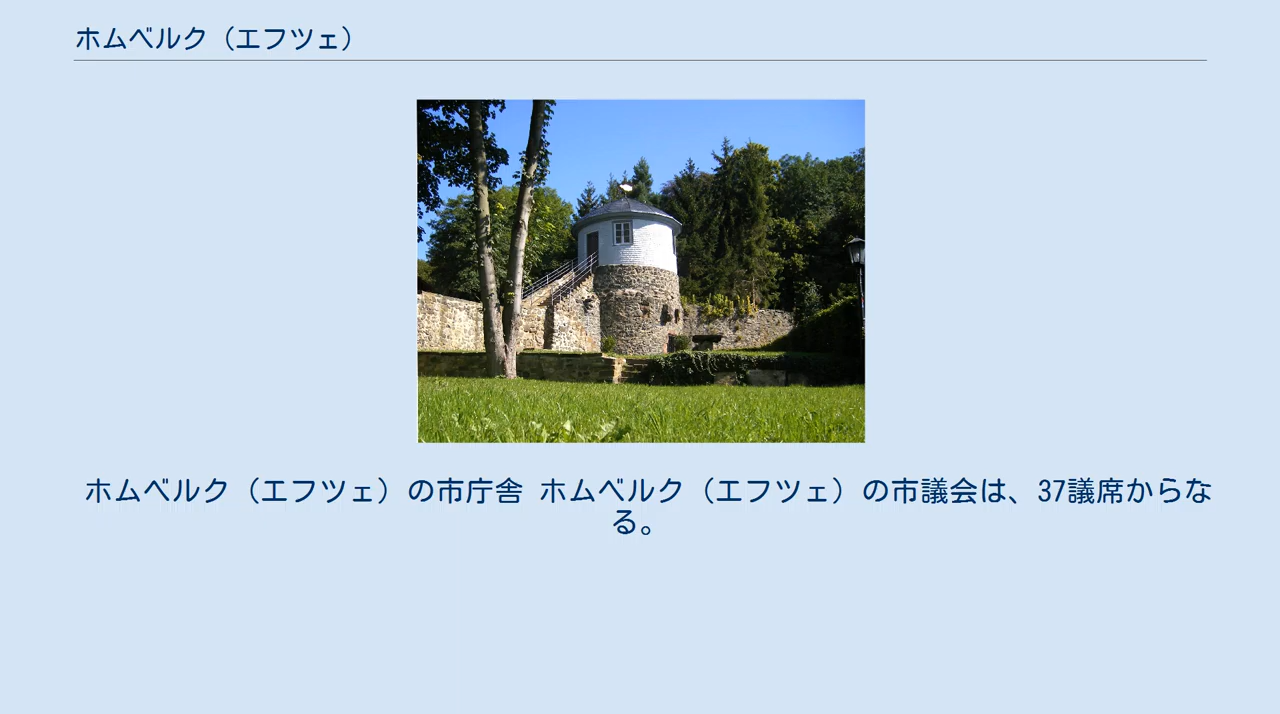 ホムベルク（エフツェ）
ホムベルク（エフツェ）の市庁舎 ホムベルク（エフツェ）の市議会は、37議席からな
る。